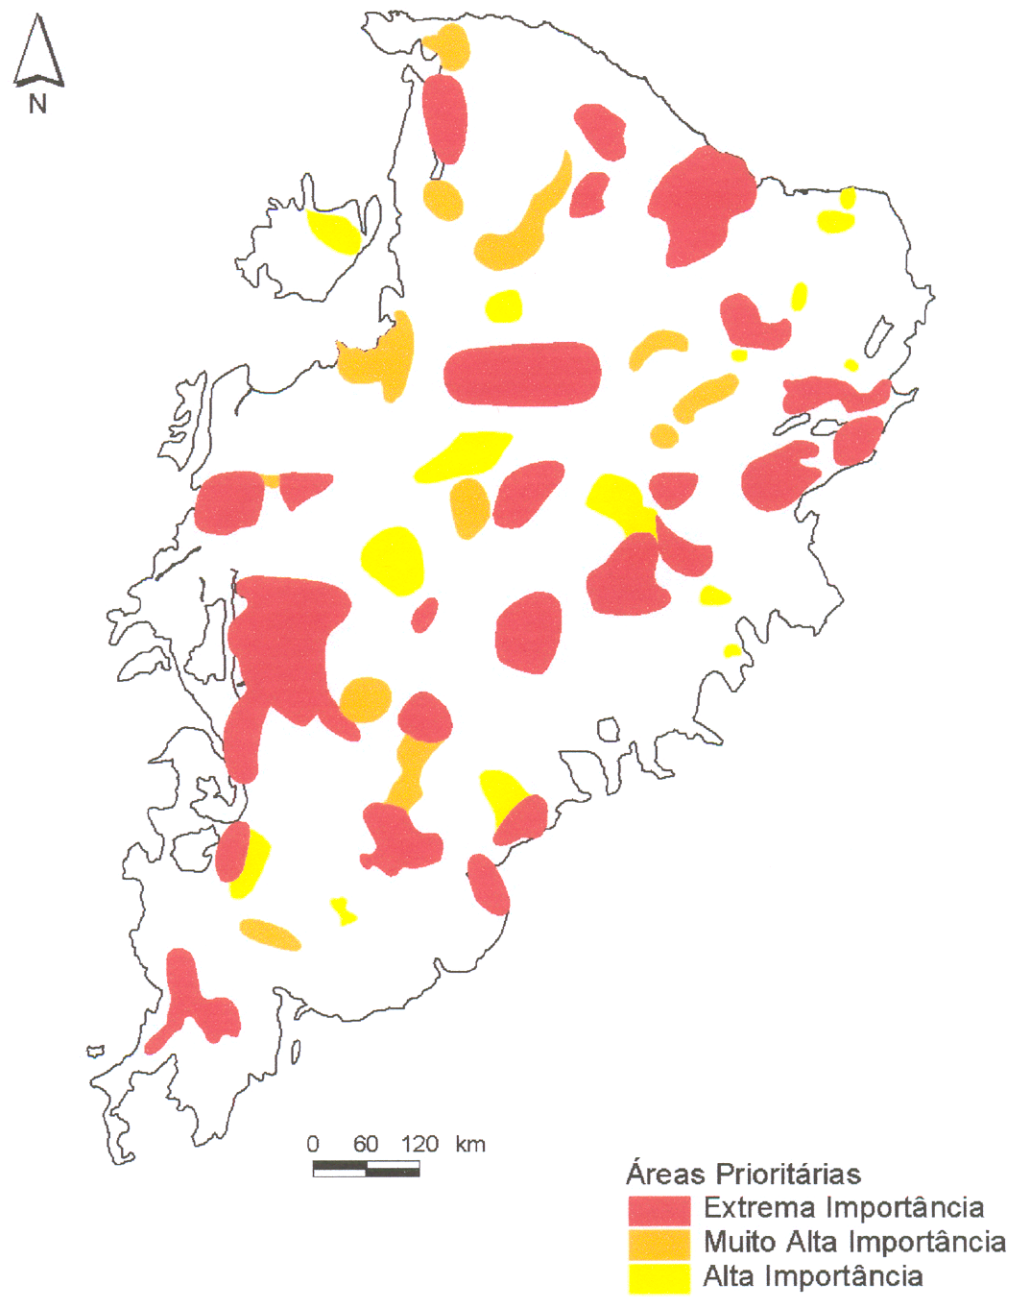 N
0 60 120 km
Áreas Prioritárias
Extrema Importância
Muito Alta Importância
Alta Importância